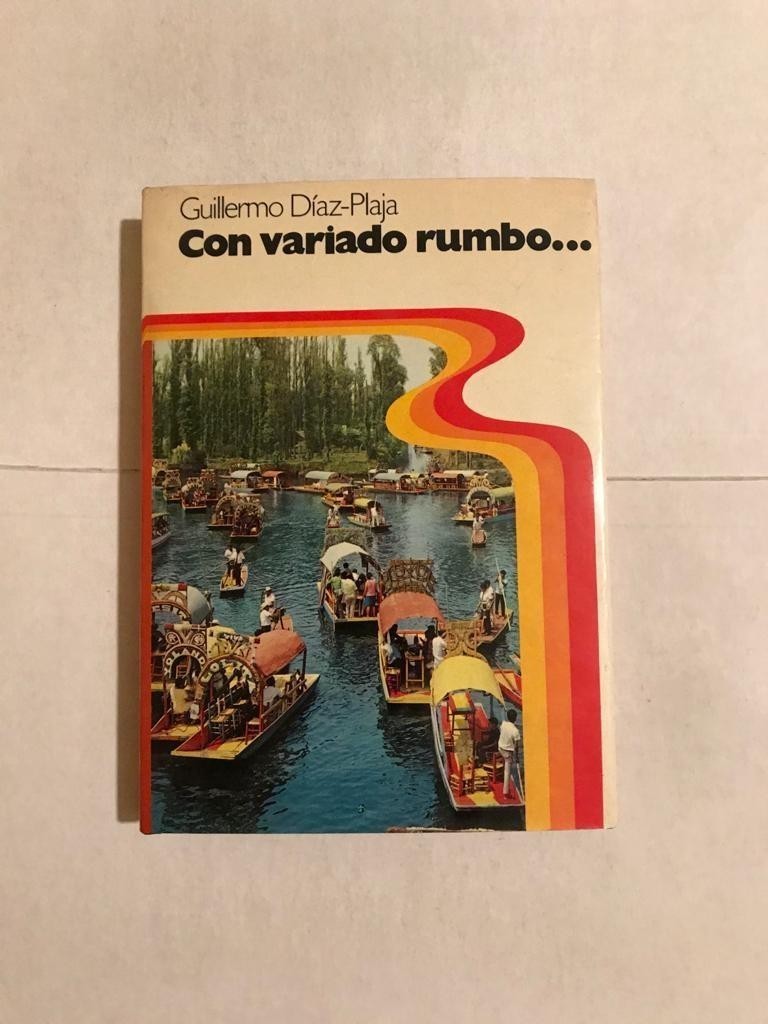 Guillermo Díaz-Plaja
Con variado rumbo...